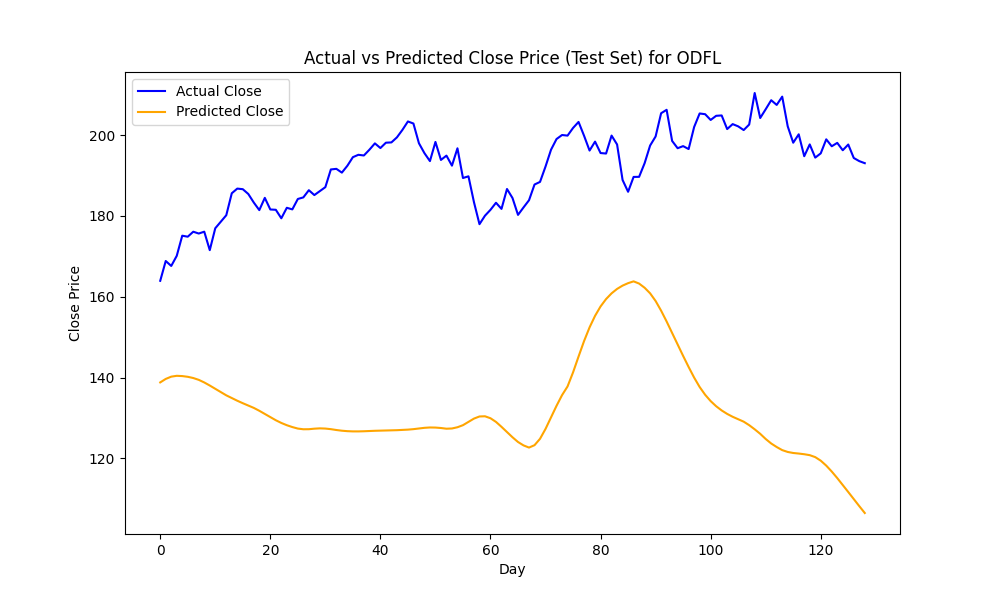 Actual vs Predicted Close Price (Test Set) for ODFL
Actual Close
Predicted Close
Close Price
200
180
160
140
120
0 20 40 60 80 100 120
Day